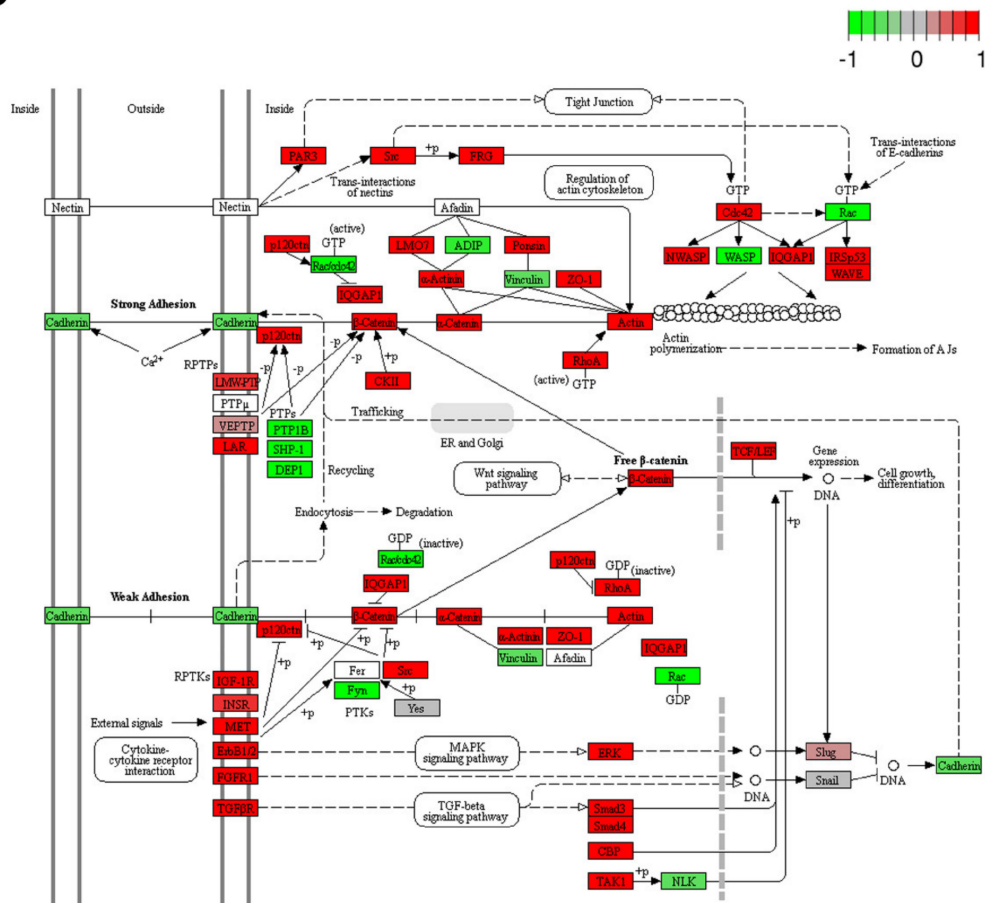 -1 0 1
Inside
Outside
Inside
Tight Junction
PAR3
Src
+p
FRG
Trans-interactions
of E-cadherins
Trans-interactions
of nectins
Regulation of
actin cytoskeleton
GTP
GTP
Nectin
Nectin
Afadin
Cdc42
Rac
p120ctn
(active)
GTP
LMO7
ADIP
Ponsin
NWASP
WASP
IQGAP1
IRSp53
WAVE
Rac/cdc42
α-Actinin
Vinculin
ZO-1
IQGAP1
Strong Adhesion
Cadherin
Cadherin
β-Catenin
α-Catenin
Actin
p120ctn
Ca2+
Actin
polymerization
Formation of AJs
RPTPs
-p
-p
-p
-p
+p
RhoA
(active)
GTP
LMW-PTP
CKII
PTPμ
PTPs
Trafficking
VEPTP
PTP1B
LAR
SHP-1
DEP1
ER and Golgi
Recycling
Wnt signaling
pathway
Free β-catenin
β-Catenin
TCF/LEF
Gene
expression
DNA
Cell growth,
differentiation
+p
Endocytosis
Degradation
GDP
(inactive)
Rac/cdc42
IQGAP1
p120ctn
GDP
(inactive)
RhoA
Weak Adhesion
Cadherin
Cadherin
β-Catenin
α-Catenin
Actin
p120ctn
+p
+p
+p
α-Actinin
ZO-1
Vinculin
Afadin
IQGAP1
Rac
GDP
RPTKs
IGF-1R
INSR
MET
Fer
Src
Fyn
+p
Yes
PTKs
+p
External signals
Cytokine-
cytokine receptor
interaction
ErbB1/2
FGFR1
TGFβR
MAPK
signaling pathway
ERK
TGF-beta
signaling pathway
Smad3
Smad4
CBP
TAK1
+p
NLK
DNA
Slug
Snail
DNA
Cadherin